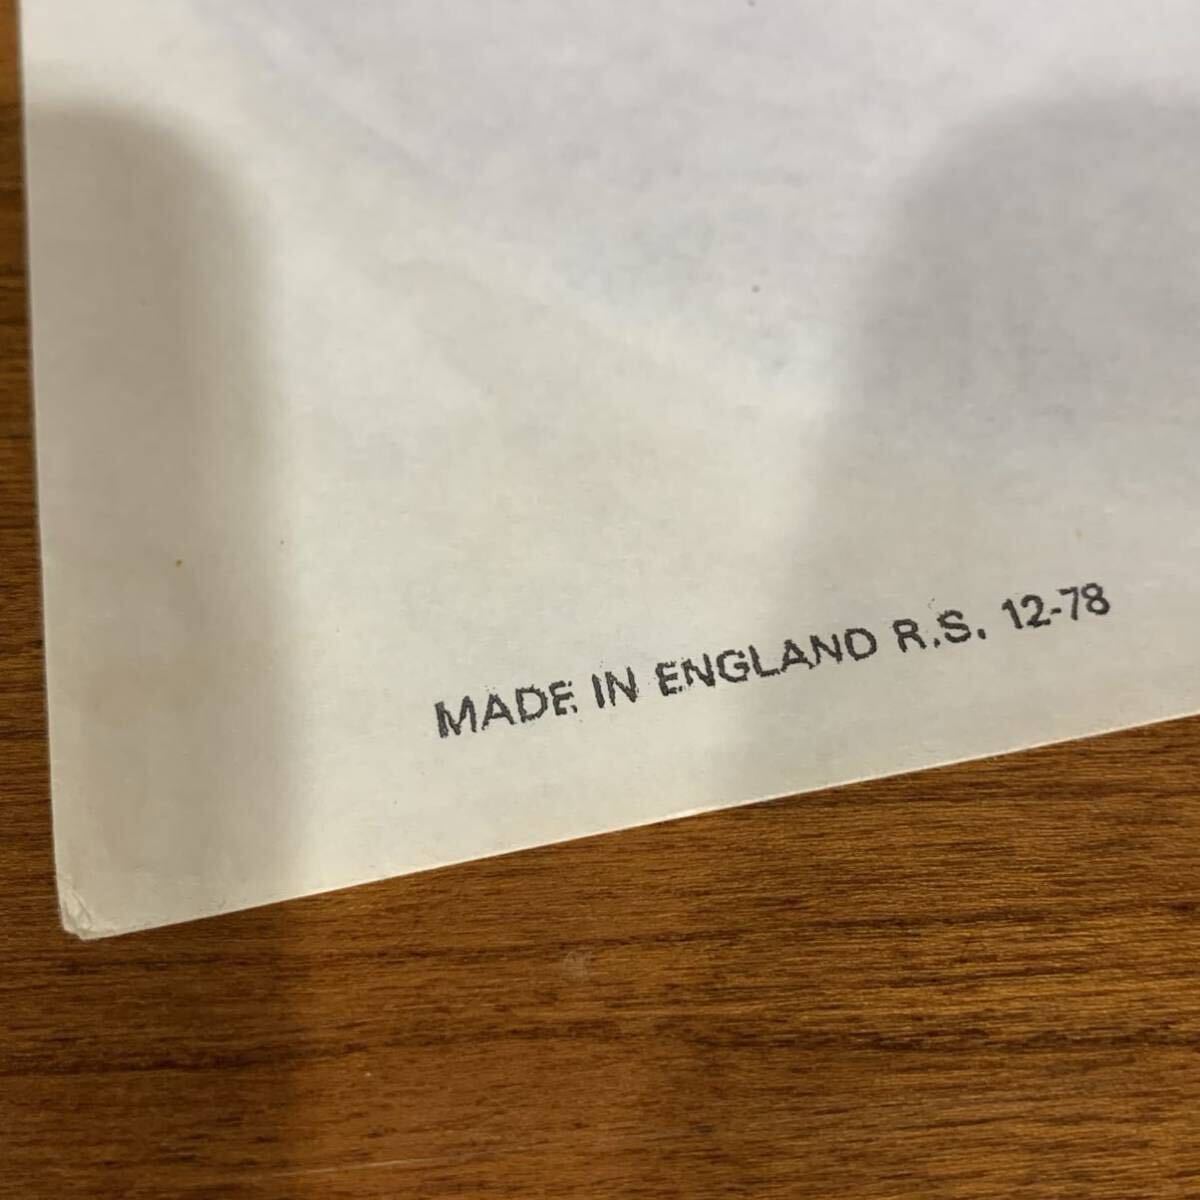 MADE IN ENGLAND R.S. 12-78